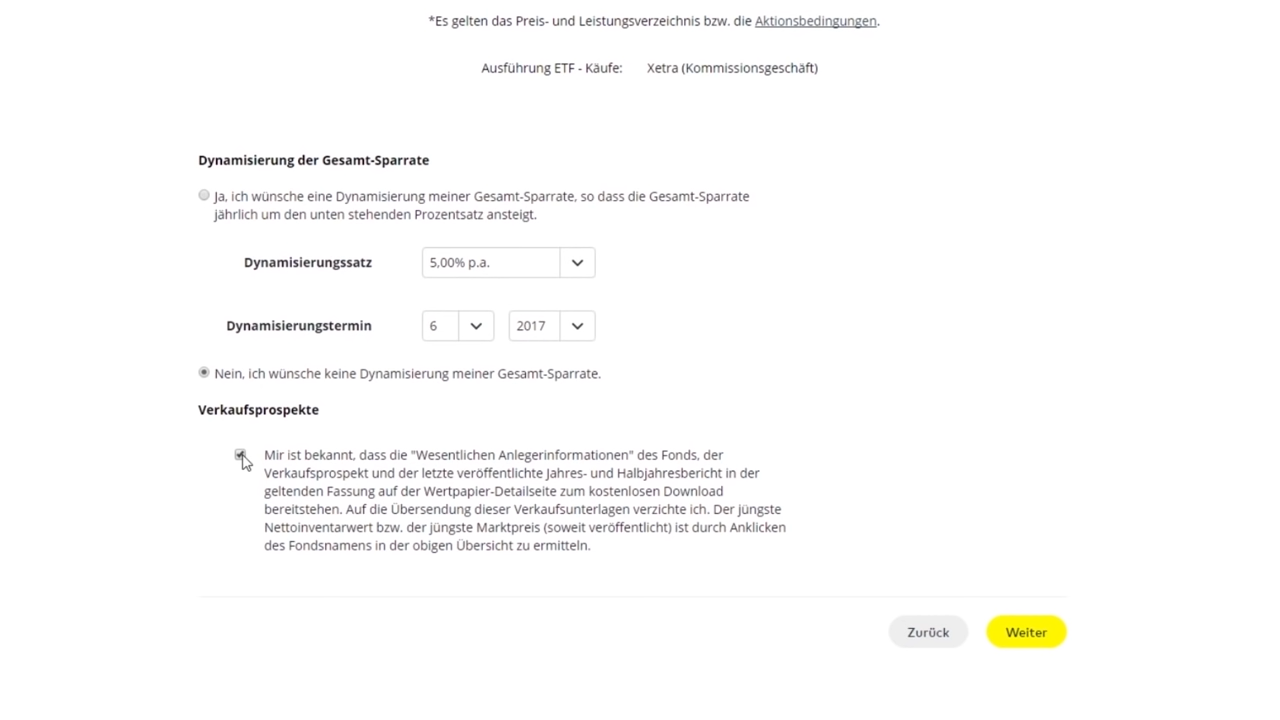 *Es gelten das Preis- und Leistungsverzeichnis bzw. die Aktionsbedingungen.
Ausführung ETF - Käufe: Xetra (Kommissionsgeschäft)
Dynamisierung der Gesamt-Sparrate
Ja, ich wünsche eine Dynamisierung meiner Gesamt-Sparrate, so dass die Gesamt-Sparrate
jährlich um den unten stehenden Prozentsatz ansteigt.
Dynamisierungssatz 5,00% p.a.
Dynamisierungstermin 6 2017
Nein, ich wünsche keine Dynamisierung meiner Gesamt-Sparrate.
Verkaufsprospekte
Mir ist bekannt, dass die "Wesentlichen Anlegerinformationen" des Fonds, der
Verkaufsprospekt und der letzte veröffentlichte Jahres- und Halbjahresbericht in der
geltenden Fassung auf der Wertpapier-Detailseite zum kostenlosen Download
bereitstehen. Auf die Übersendung dieser Verkaufsunterlagen verzichte ich. Der jüngste
Nettoinventarwert bzw. der jüngste Marktpreis (soweit veröffentlicht) ist durch Anklicken
des Fondsnamens in der obigen Übersicht zu ermitteln.
Zurück Weiter